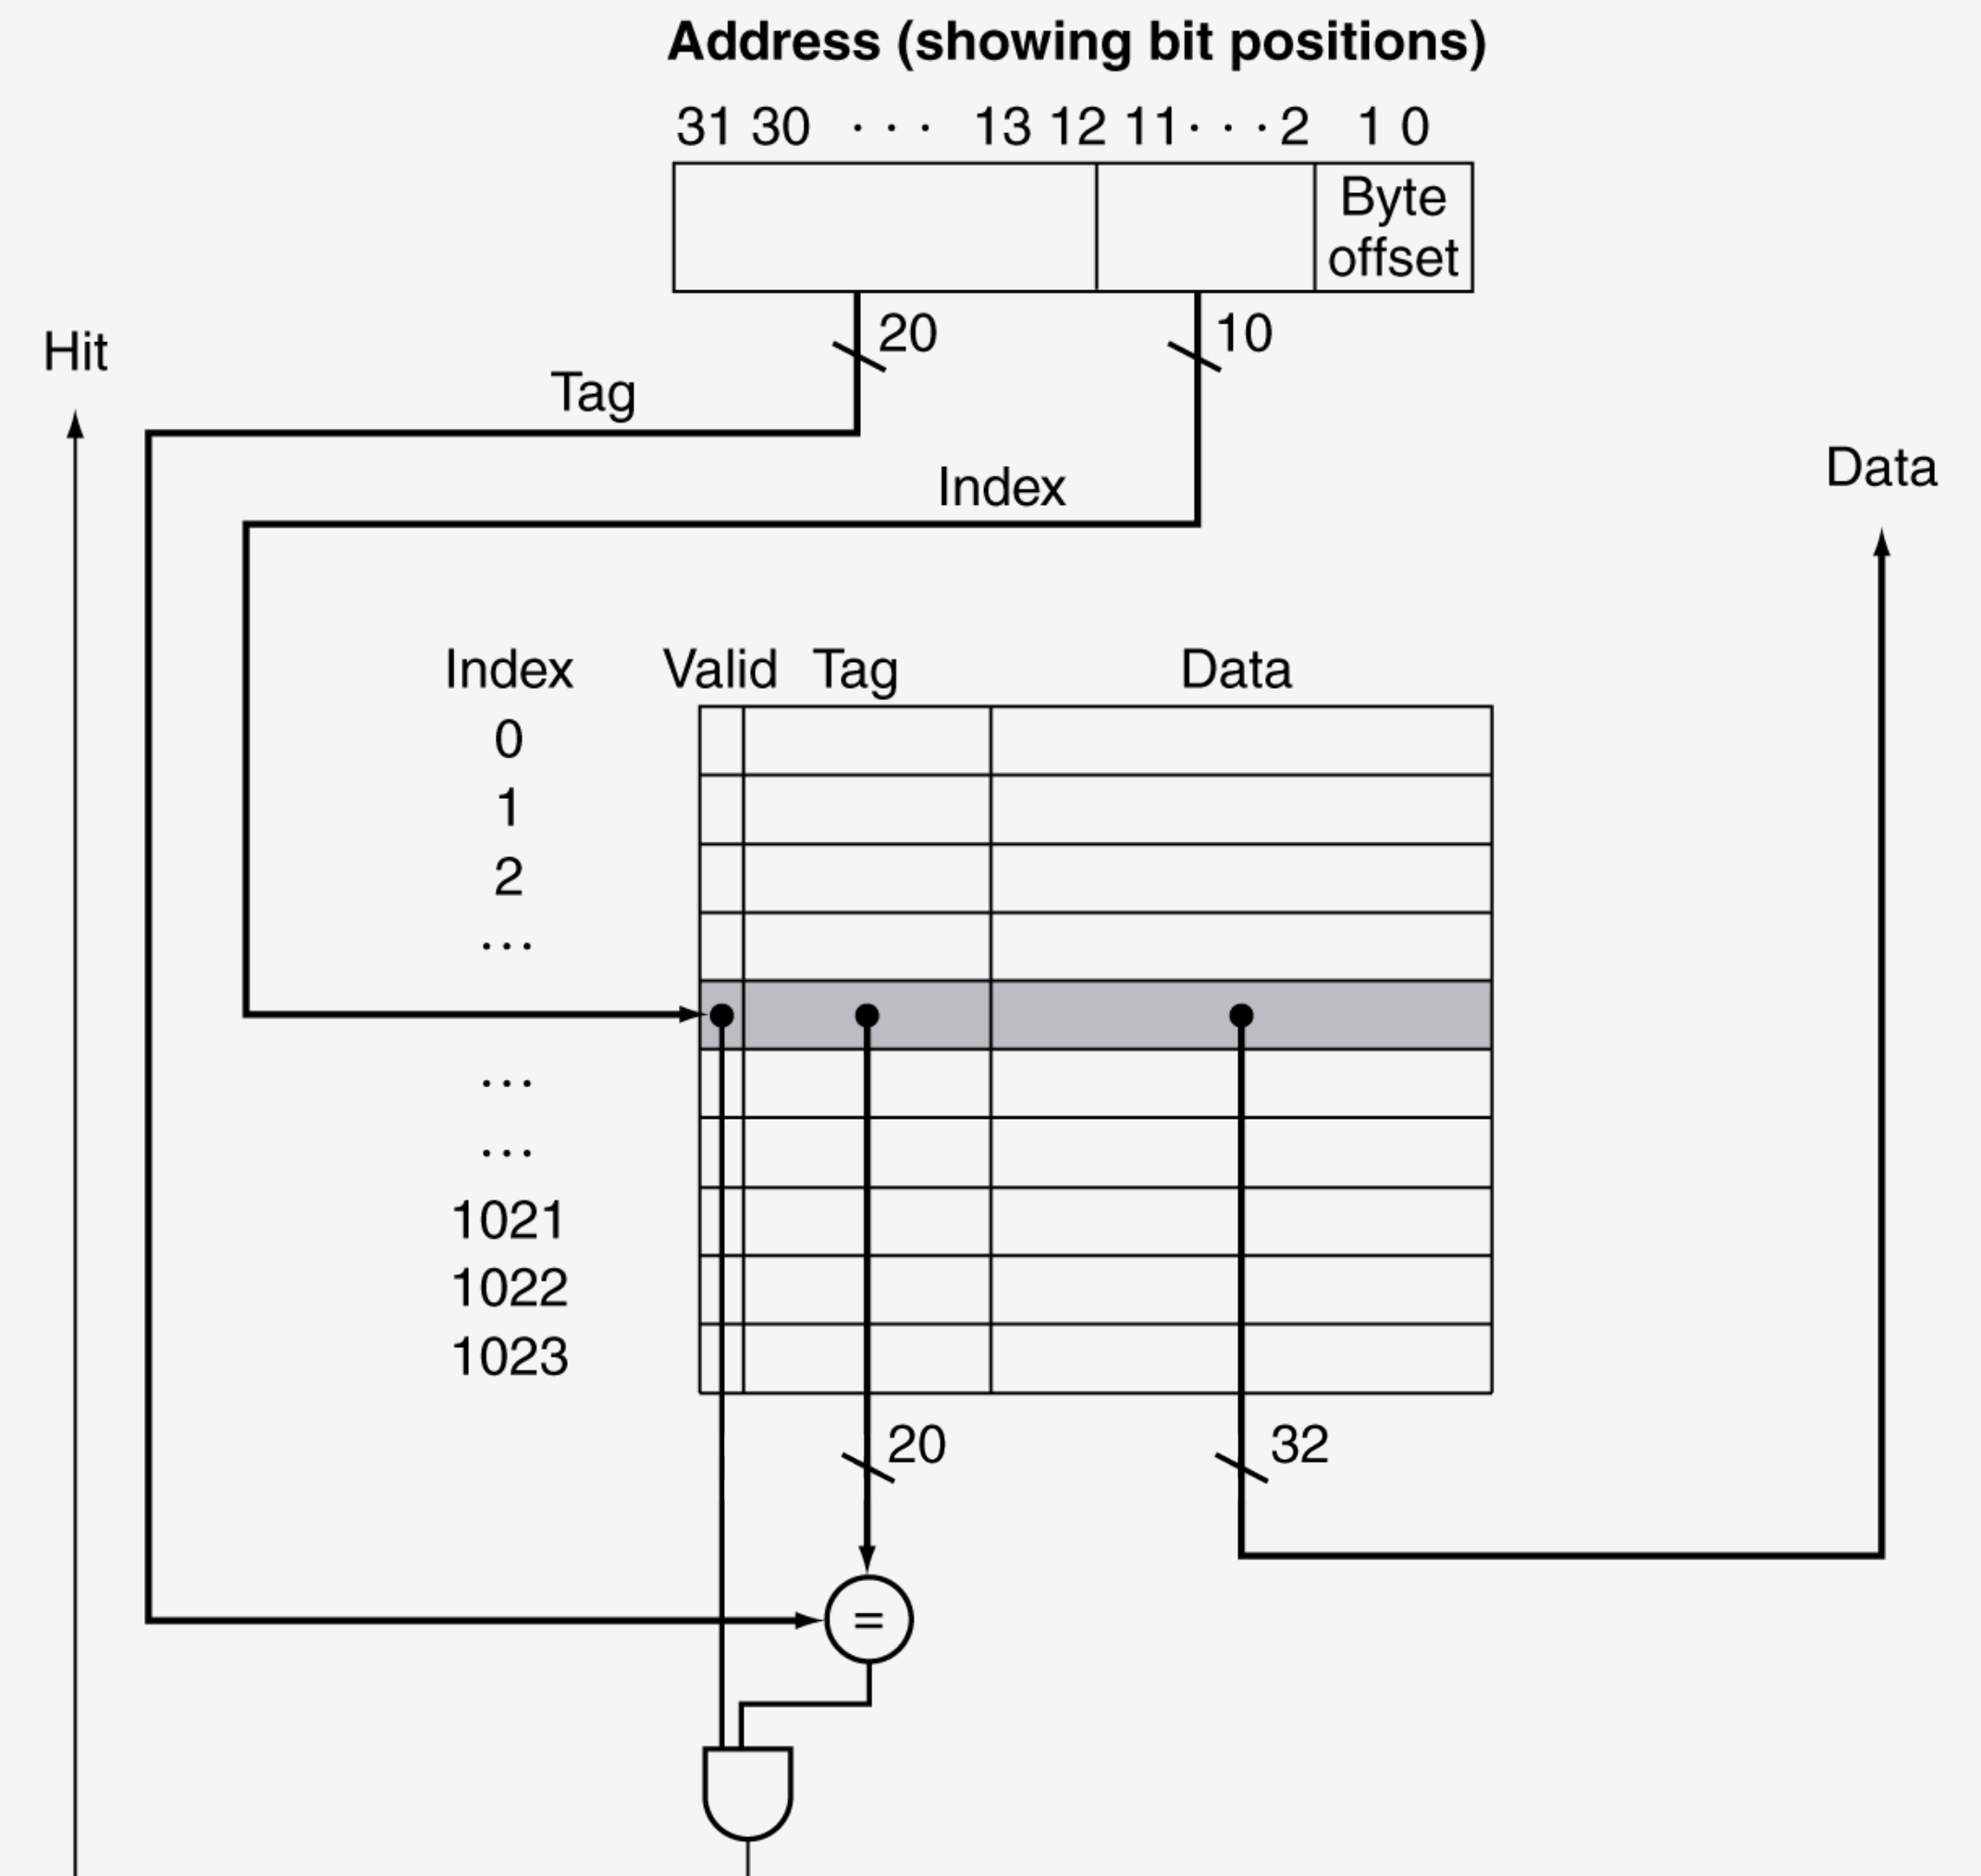 Address (showing bit positions)
31 30 · · · 13 12 11 · · · 2 1 0
Byte
offset
Hit
20
10
Tag
Index
Data
Index Valid Tag Data
0
1
2
...
...
...
1021
1022
1023
20
32
=